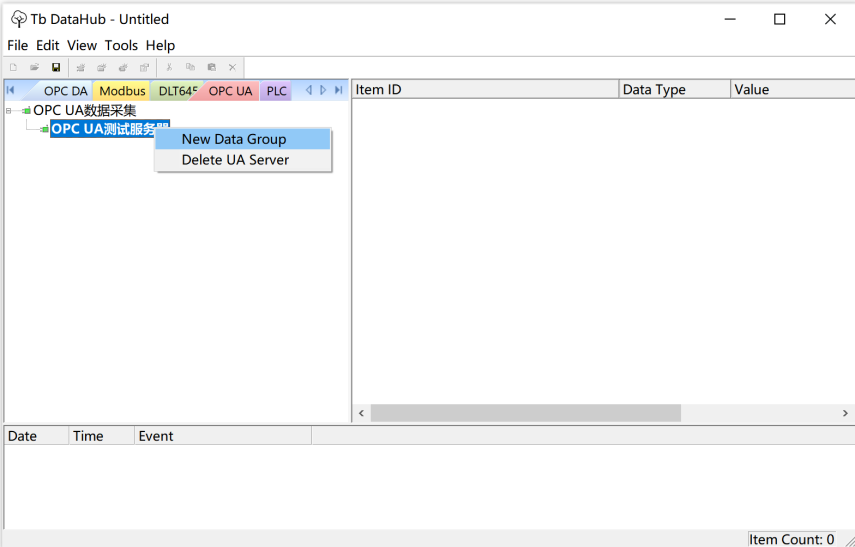 Tb DataHub - Untitled
File Edit View Tools Help
OPC DA Modbus DLT645 OPC UA PLC
Item ID Data Type Value
OPC UA数据采集
OPC UA测试服务器
New Data Group
Delete UA Server
Date Time Event
Item Count: 0